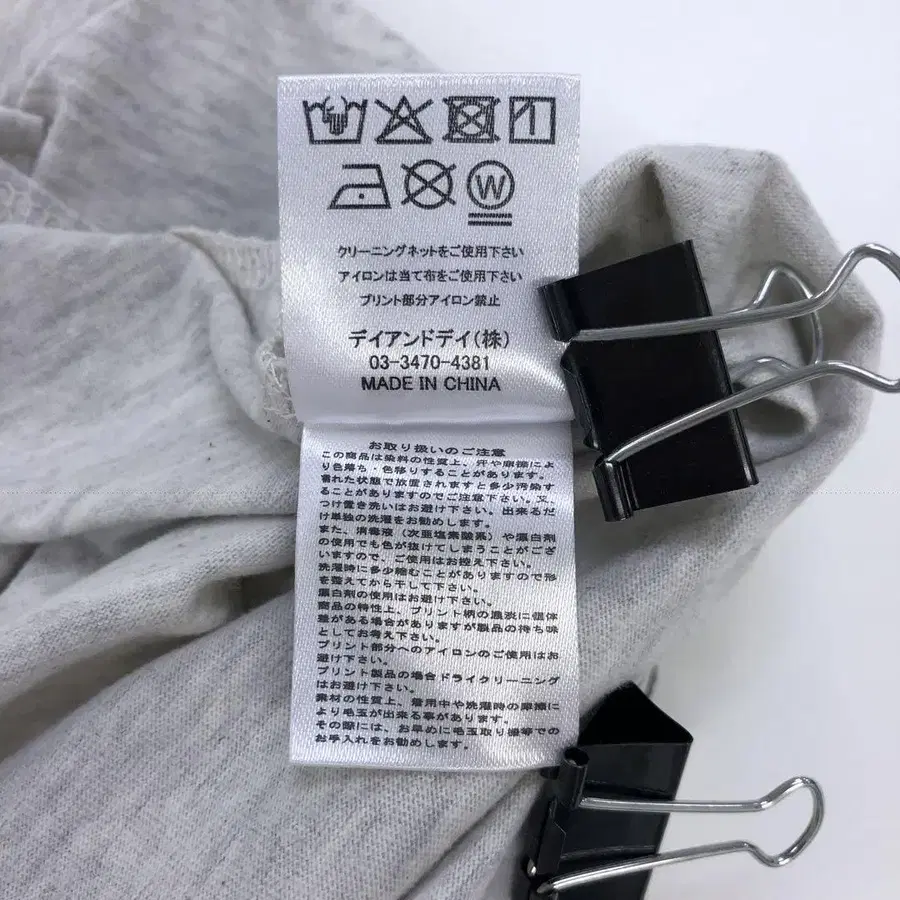 W
クリーニングネットをご使用下さい
アイロンは当て布をご使用下さい
プリント部分アイロン禁止
デイアンドデイ(株)
03-3470-4381
MADE IN CHINA
お取り扱いのご注意
この商品は染料の性質上、汗や摩擦によ
り色落ち・色移りすることがあります。
濡れた状態で放置されますと多少汚染す
ることがありますのでご注意下さい。又
つけ置き洗いはお避け下さい。出来るだ
け単独の洗濯をお勧めします。
また、消毒液(次亜塩素酸系)や漂白剤
の使用でも色が抜けてしまうことがござ
いますので、ご使用はお控え下さい。
洗濯時に多少縮むことがありますので形
を整えてから干して下さい。
漂白剤の使用はお避け下さい。
商品の特性上、プリント柄の濃淡に個体
差がある場合がありますが製品の持ち味
としてお考え下さい。
プリント部分へのアイロンのご使用はお
避け下さい。
プリント製品の場合ドライクリーニング
はお避け下さい。
素材の性質上、着用中や洗濯時の摩擦に
より毛玉が出来る事があります。
その際には、お早めに毛玉取り機等での
お手入れをお勧めします。